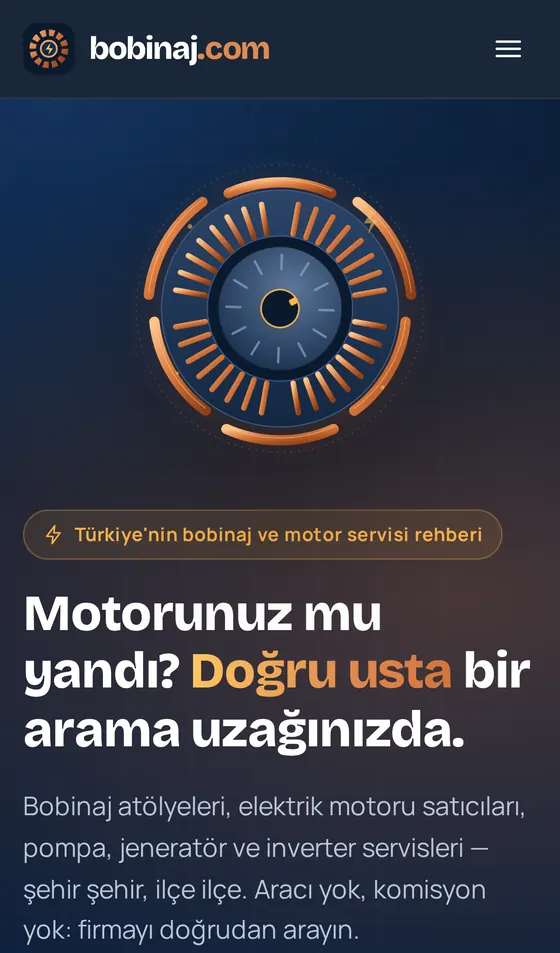 bobinaj.com
Türkiye'nin bobinaj ve motor servisi rehberi
Motorunuz mu
yandı? Doğru usta bir
arama uzağınızda.
Bobinaj atölyeleri, elektrik motoru satıcıları,
pompa, jeneratör ve inverter servisleri —
şehir şehir, ilçe ilçe. Aracı yok, komisyon
yok: firmayı doğrudan arayın.